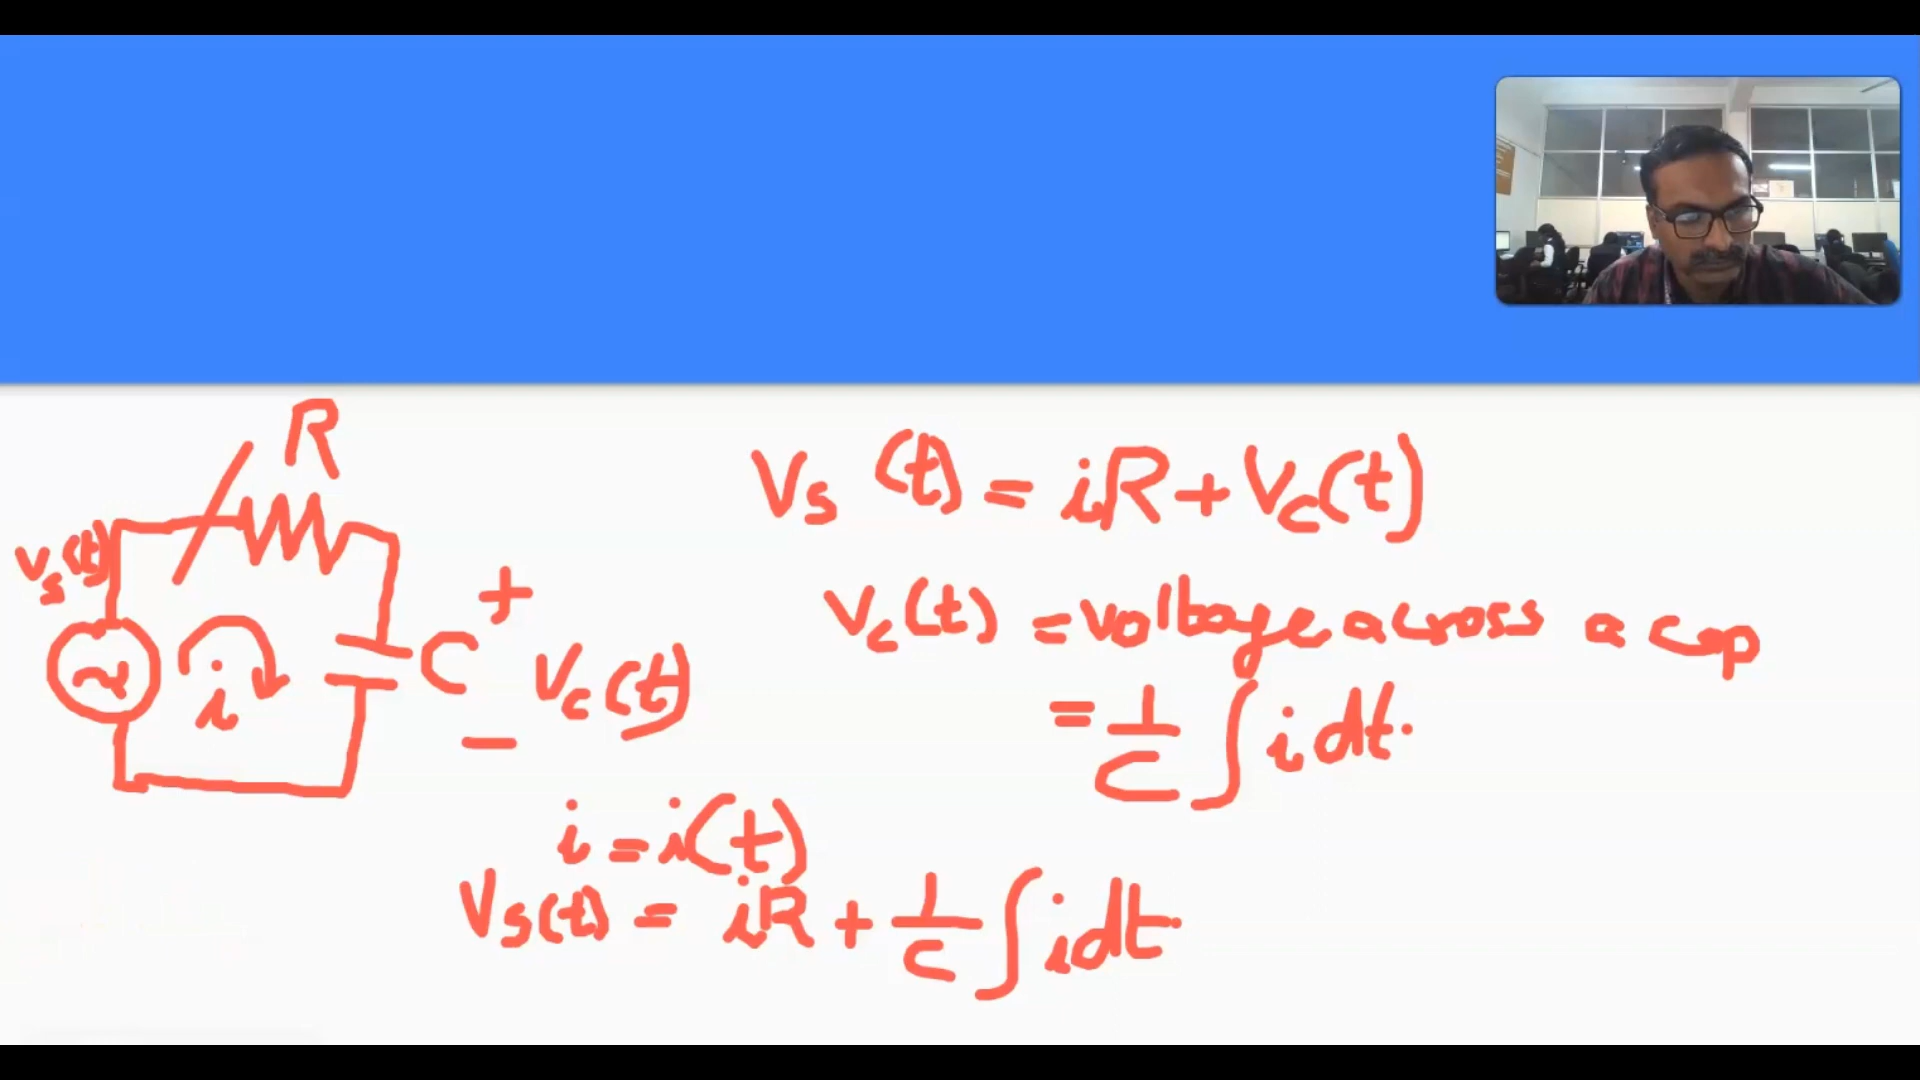 R
Vs(t)
i
C
+
Vc(t)
−
Vs (t) = iR + Vc(t)
Vc(t) = voltage across a cap
= 1/C ∫ i dt.
i = i(t)
Vs(t) = iR + 1/C ∫ i dt.